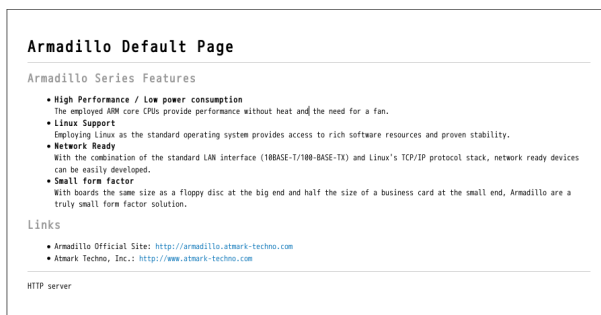 Armadillo Default Page
Armadillo Series Features
High Performance / Low power consumption
The employed ARM core CPUs provide performance without heat and the need for a fan.
Linux Support
Employing Linux as the standard operating system provides access to rich software resources and proven stability.
Network Ready
With the combination of the standard LAN interface (10BASE-T/100-BASE-TX) and Linux's TCP/IP protocol stack, network ready devices
can be easily developed.
Small form factor
With boards the same size as a floppy disc at the big end and half the size of a business card at the small end, Armadillo are a
truly small form factor solution.
Links
Armadillo Official Site: http://armadillo.atmark-techno.com
Atmark Techno, Inc.: http://www.atmark-techno.com
HTTP server